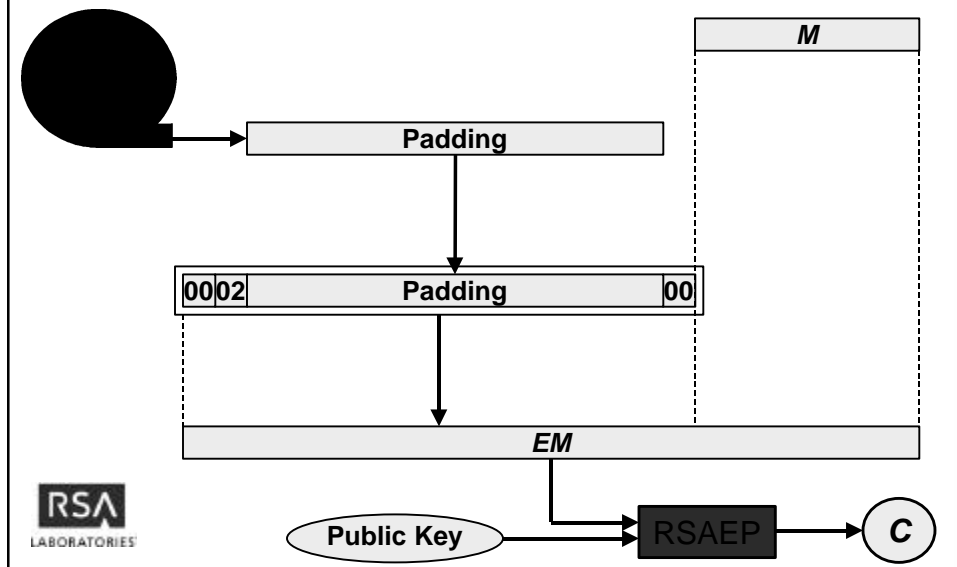 M
Padding
00 02 Padding 00
EM
RSA
LABORATORIES
Public Key
RSAEP
C